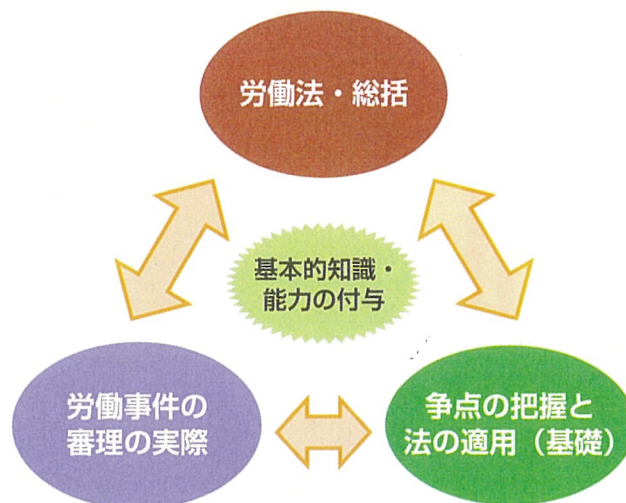 労働法・総括
基本的知識・
能力の付与
労働事件の
審理の実際
争点の把握と
法の適用（基礎）